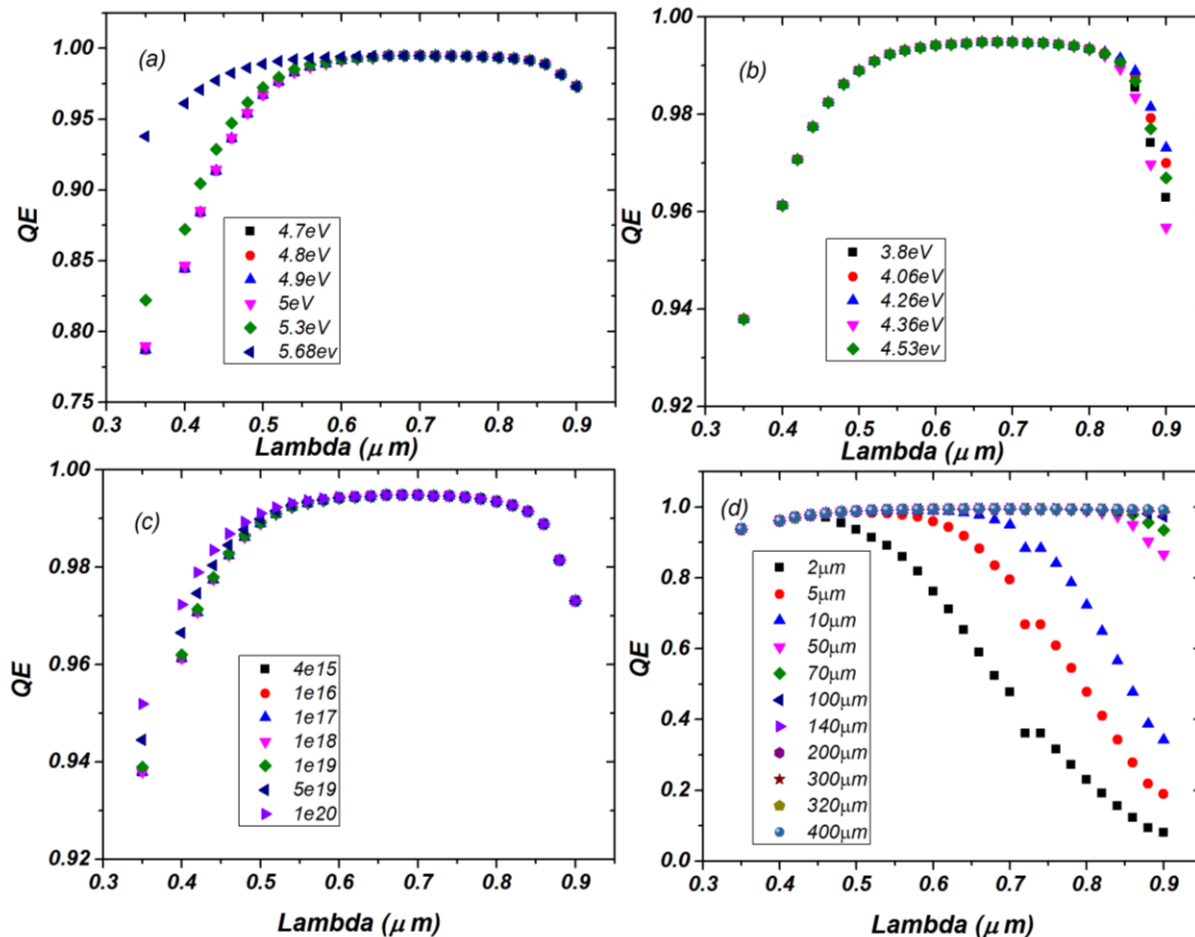 (a)
QE
1.00
0.95
0.90
0.85
0.80
0.75
4.7eV
4.8eV
4.9eV
5eV
5.3eV
5.68ev
0.3 0.4 0.5 0.6 0.7 0.8 0.9
Lambda (μ m)
(b)
QE
1.00
0.98
0.96
0.94
0.92
3.8eV
4.06eV
4.26eV
4.36eV
4.53ev
0.3 0.4 0.5 0.6 0.7 0.8 0.9
Lambda (μ m)
(c)
QE
1.00
0.98
0.96
0.94
0.92
4e15
1e16
1e17
1e18
1e19
5e19
1e20
0.3 0.4 0.5 0.6 0.7 0.8 0.9
Lambda (μ m)
(d)
QE
1.0
0.8
0.6
0.4
0.2
0.0
2μm
5μm
10μm
50μm
70μm
100μm
140μm
200μm
300μm
320μm
400μm
0.3 0.4 0.5 0.6 0.7 0.8 0.9
Lambda (μ m)